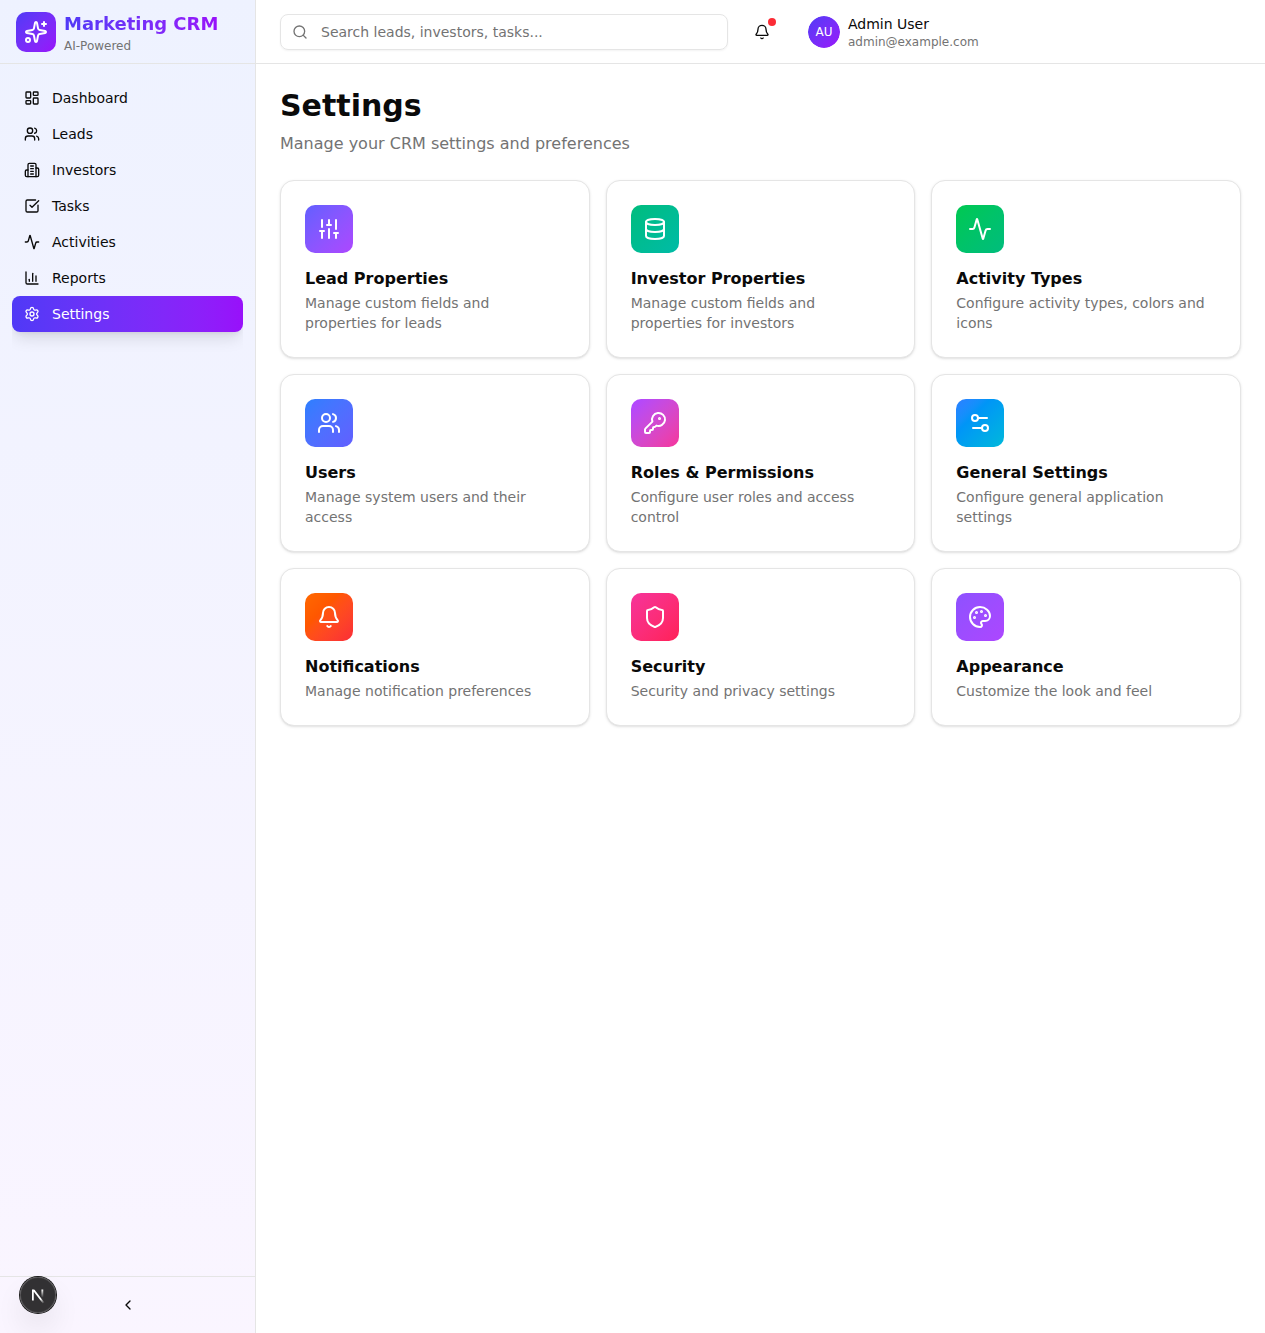 Marketing CRM
AI-Powered
Dashboard
Leads
Investors
Tasks
Activities
Reports
Settings
N
Search leads, investors, tasks...
AU
Admin User
admin@example.com
Settings
Manage your CRM settings and preferences
Lead Properties
Manage custom fields and
properties for leads
Investor Properties
Manage custom fields and
properties for investors
Activity Types
Configure activity types, colors and
icons
Users
Manage system users and their
access
Roles & Permissions
Configure user roles and access
control
General Settings
Configure general application
settings
Notifications
Manage notification preferences
Security
Security and privacy settings
Appearance
Customize the look and feel